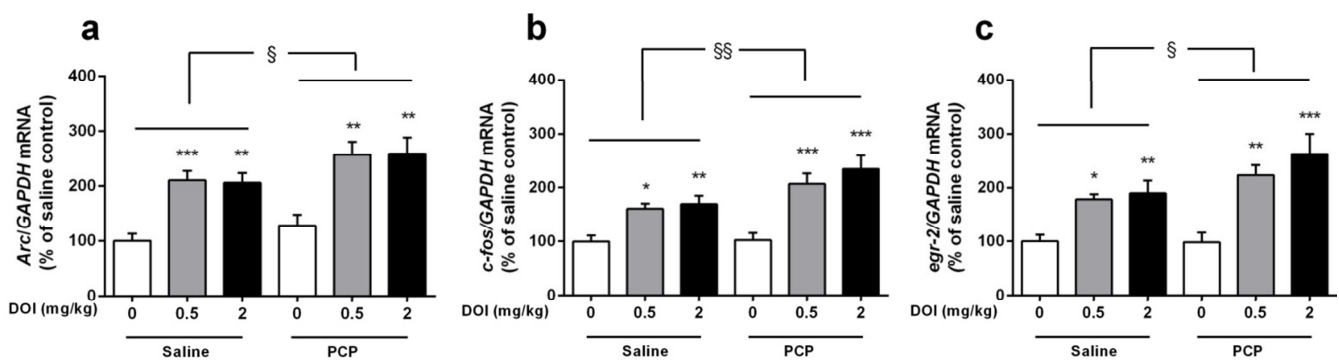 a
§
400
300
200
100
0
Arc/GAPDH mRNA
(% of saline control)
*** ** ** **
DOI (mg/kg) 0 0.5 2 0 0.5 2
Saline PCP
b
§§
400
300
200
100
0
c-fos/GAPDH mRNA
(% of saline control)
* ** *** ***
DOI (mg/kg) 0 0.5 2 0 0.5 2
Saline PCP
c
§
400
300
200
100
0
egr-2/GAPDH mRNA
(% of saline control)
* ** ** ***
DOI (mg/kg) 0 0.5 2 0 0.5 2
Saline PCP